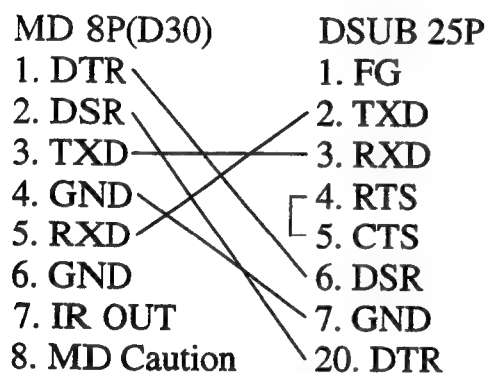 MD 8P(D30)
1. DTR
2. DSR
3. TXD
4. GND
5. RXD
6. GND
7. IR OUT
8. MD Caution
DSUB 25P
1. FG
2. TXD
3. RXD
4. RTS
5. CTS
6. DSR
7. GND
20. DTR